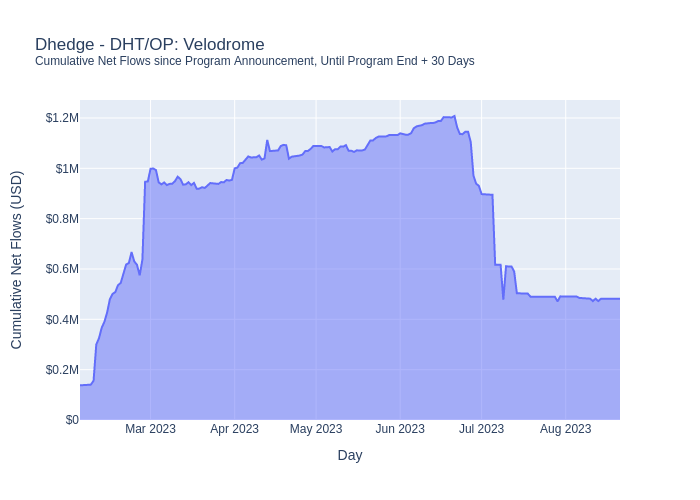 Dhedge - DHT/OP: Velodrome
Cumulative Net Flows since Program Announcement, Until Program End + 30 Days
Cumulative Net Flows (USD)
$1.2M
$1M
$0.8M
$0.6M
$0.4M
$0.2M
$0
Mar 2023
Apr 2023
May 2023
Jun 2023
Jul 2023
Aug 2023
Day